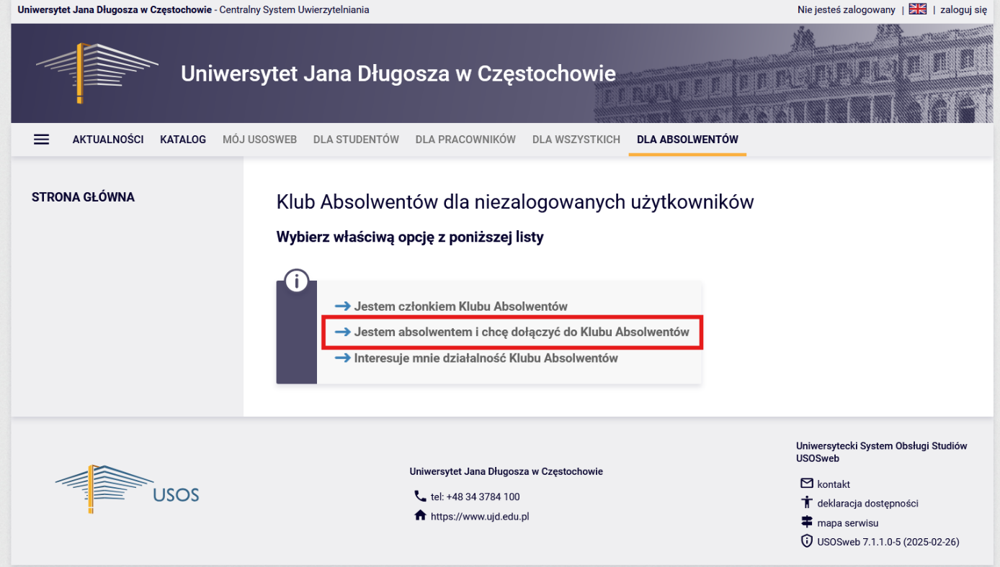 Uniwersytet Jana Długosza w Częstochowie - Centralny System Uwierzytelniania
Nie jesteś zalogowany | | zaloguj się
Uniwersytet Jana Długosza w Częstochowie
AKTUALNOŚCI KATALOG MÓJ USOSWEB DLA STUDENTÓW DLA PRACOWNIKÓW DLA WSZYSTKICH DLA ABSOLWENTÓW
STRONA GŁÓWNA
Klub Absolwentów dla niezalogowanych użytkowników
Wybierz właściwą opcję z poniższej listy
Jestem członkiem Klubu Absolwentów
Jestem absolwentem i chcę dołączyć do Klubu Absolwentów
Interesuje mnie działalność Klubu Absolwentów
USOS
Uniwersytet Jana Długosza w Częstochowie
tel: +48 34 3784 100
https://www.ujd.edu.pl
Uniwersytecki System Obsługi Studiów
USOSweb
kontakt
deklaracja dostępności
mapa serwisu
USOSweb 7.1.1.0-5 (2025-02-26)